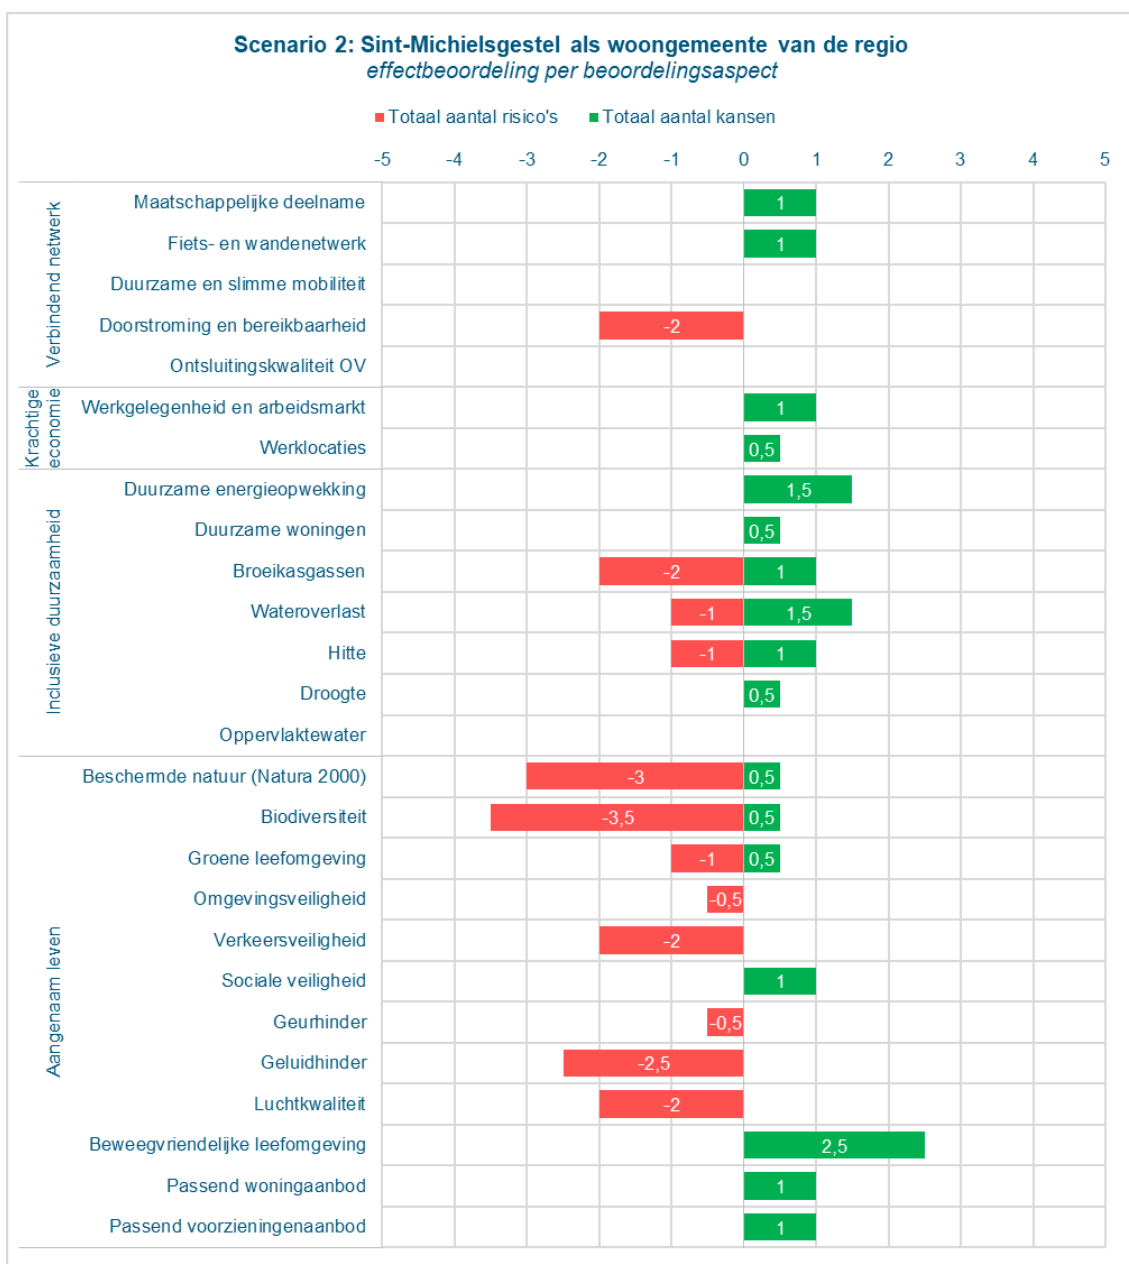 Scenario 2: Sint-Michielsgestel als woongemeente van de regio
effectbeoordeling per beoordelingsaspect
Totaal aantal risico's Totaal aantal kansen
-5 -4 -3 -2 -1 0 1 2 3 4 5
Verbindend netwerk
Maatschappelijke deelname 1
Fiets- en wandenetwerk 1
Duurzame en slimme mobiliteit
Doorstroming en bereikbaarheid -2
Ontsluitingskwaliteit OV
Krachtige
economie
Werkgelegenheid en arbeidsmarkt 1
Werklocaties 0,5
Inclusieve duurzaamheid
Duurzame energieopwekking 1,5
Duurzame woningen 0,5
Broeikasgassen -2 1
Wateroverlast -1 1,5
Hitte -1 1
Droogte 0,5
Oppervlaktewater
Aangenaam leven
Beschermde natuur (Natura 2000) -3 0,5
Biodiversiteit -3,5 0,5
Groene leefomgeving -1 0,5
Omgevingsveiligheid -0,5
Verkeersveiligheid -2
Sociale veiligheid 1
Geurhinder -0,5
Geluidhinder -2,5
Luchtkwaliteit -2
Beweegvriendelijke leefomgeving 2,5
Passend woningaanbod 1
Passend voorzieningenaanbod 1